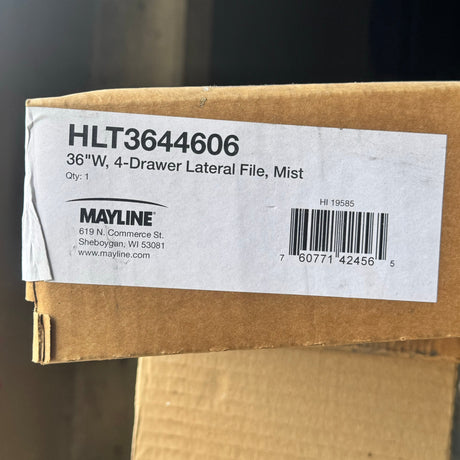 HLT3644606
36"W, 4-Drawer Lateral File, Mist
Qty: 1
MAYLINE®
619 N. Commerce St.
Sheboygan, WI 53081
www.mayline.com
HI 19585
7 60771 42456 5